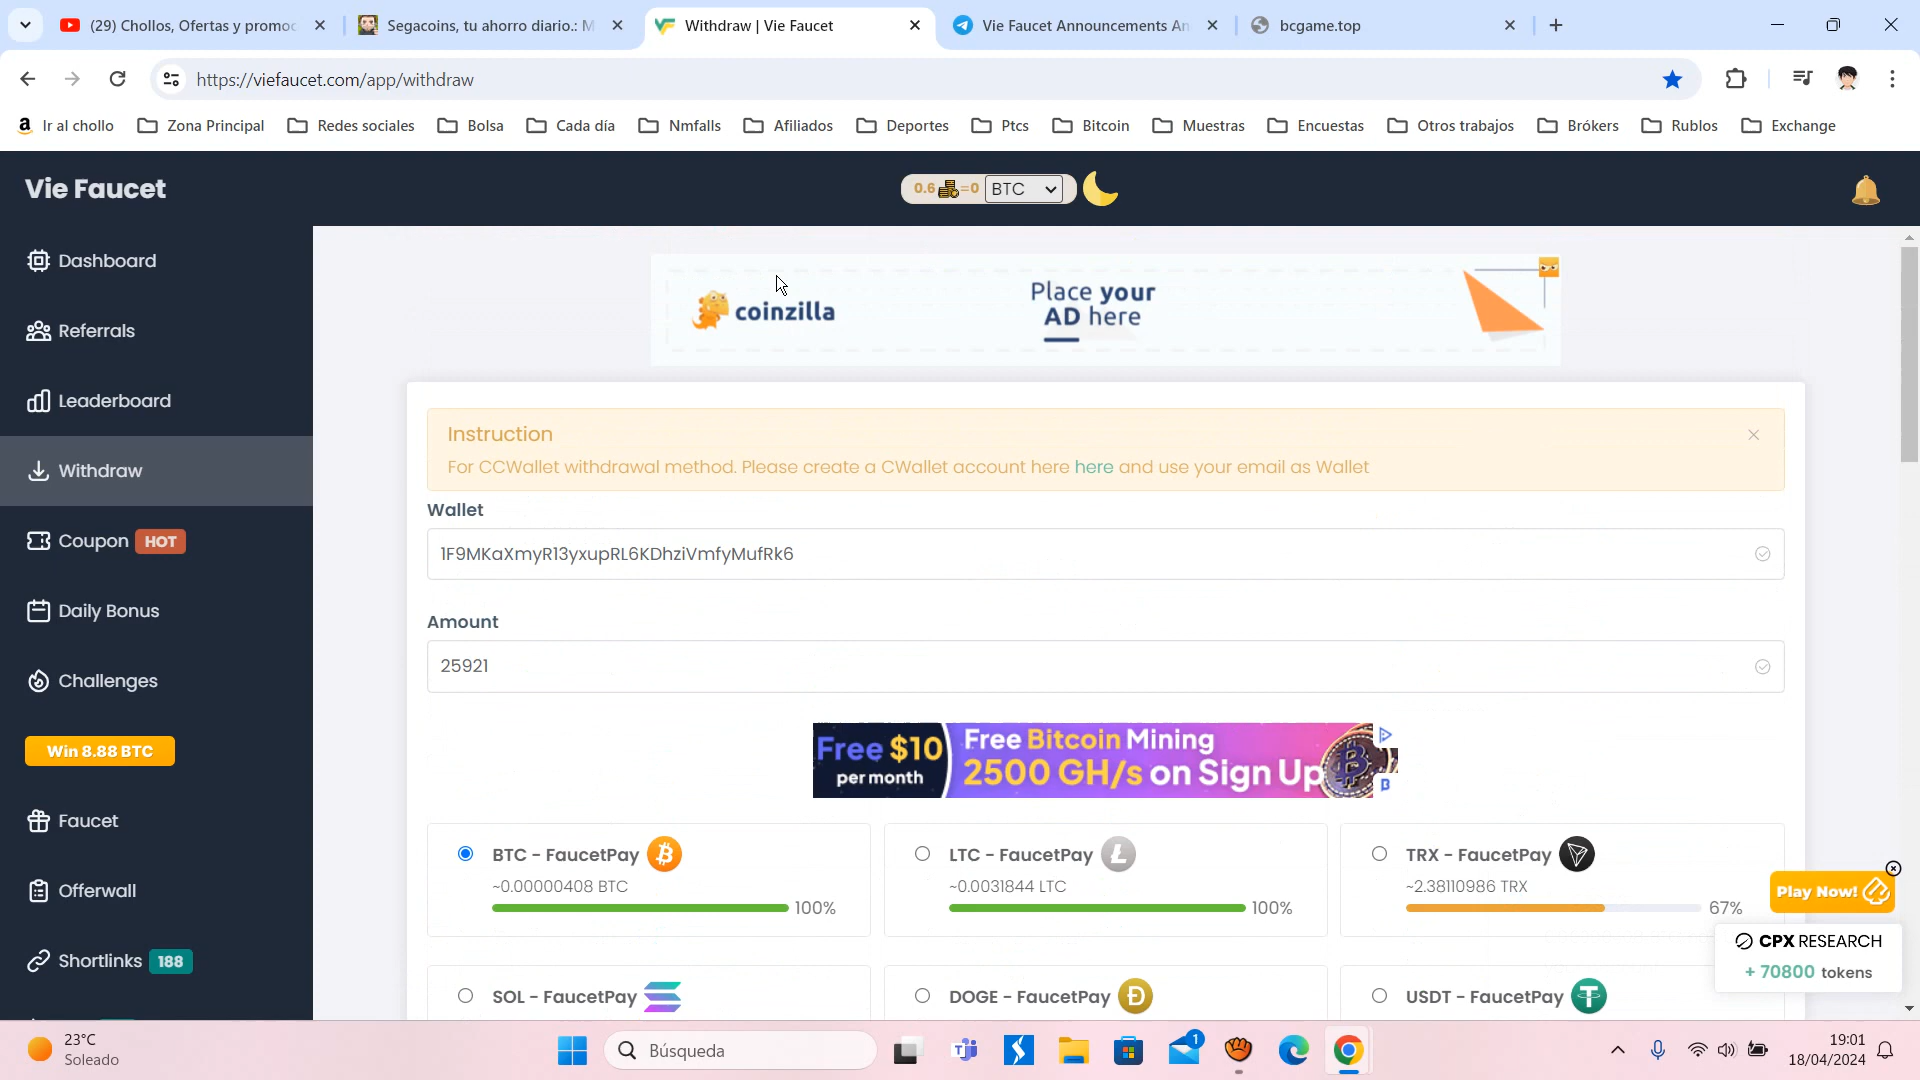 (29) Chollos, Ofertas y promoc
Segacoins, tu ahorro diario.: M
Withdraw | Vie Faucet
Vie Faucet Announcements An
bcgame.top
https://viefaucet.com/app/withdraw
Ir al chollo
Zona Principal
Redes sociales
Bolsa
Cada día
Nmfalls
Afiliados
Deportes
Ptcs
Bitcoin
Muestras
Encuestas
Otros trabajos
Brókers
Rublos
Exchange
Vie Faucet
0.6 =0 BTC
Dashboard
Referrals
Leaderboard
Withdraw
Coupon HOT
Daily Bonus
Challenges
Win 8.88 BTC
Faucet
Offerwall
Shortlinks 188
coinzilla
Place your
AD here
Instruction
For CCWallet withdrawal method. Please create a CWallet account here here and use your email as Wallet
Wallet
1F9MKaXmyR13yxupRL6KDhziVmfyMufRk6
Amount
25921
Free $10
per month
Free Bitcoin Mining
2500 GH/s on Sign Up
BTC - FaucetPay
~0.00000408 BTC
100%
LTC - FaucetPay
~0.0031844 LTC
100%
TRX - FaucetPay
~2.38110986 TRX
67%
SOL - FaucetPay
DOGE - FaucetPay
USDT - FaucetPay
Play Now!
CPX RESEARCH
+ 70800 tokens
23°C
Soleado
Búsqueda
1
19:01
18/04/2024